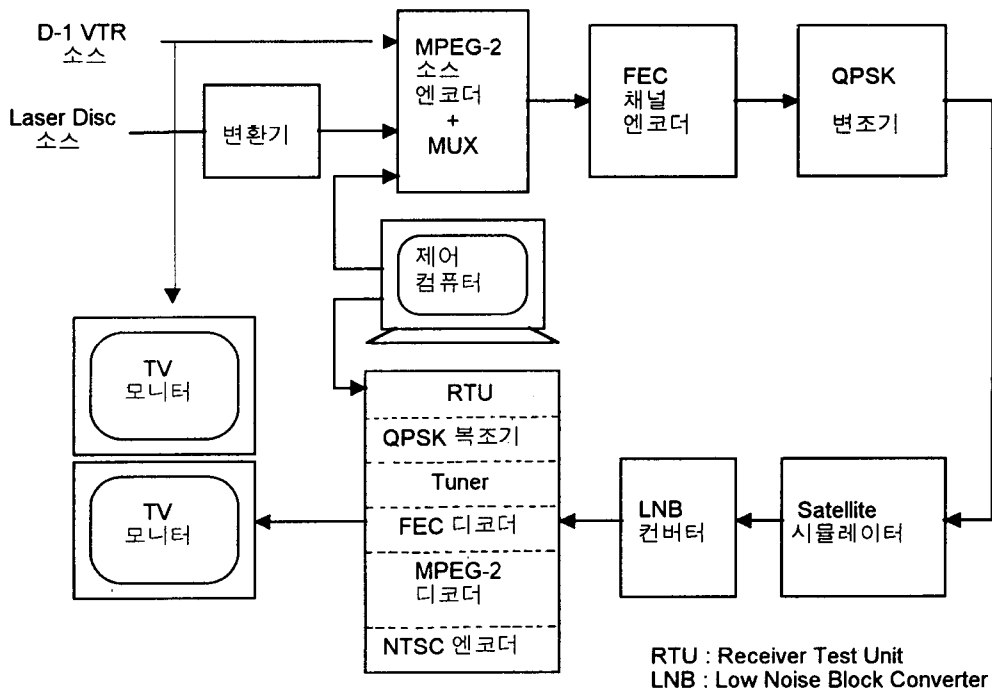 D-1 VTR
소스
Laser Disc
소스
변환기
MPEG-2
소스
엔코더
+
MUX
FEC
채널
엔코더
QPSK
변조기
제어
컴퓨터
TV
모니터
TV
모니터
RTU
QPSK 복조기
Tuner
FEC 디코더
MPEG-2
디코더
NTSC 엔코더
LNB
컨버터
Satellite
시뮬레이터
RTU : Receiver Test Unit
LNB : Low Noise Block Converter